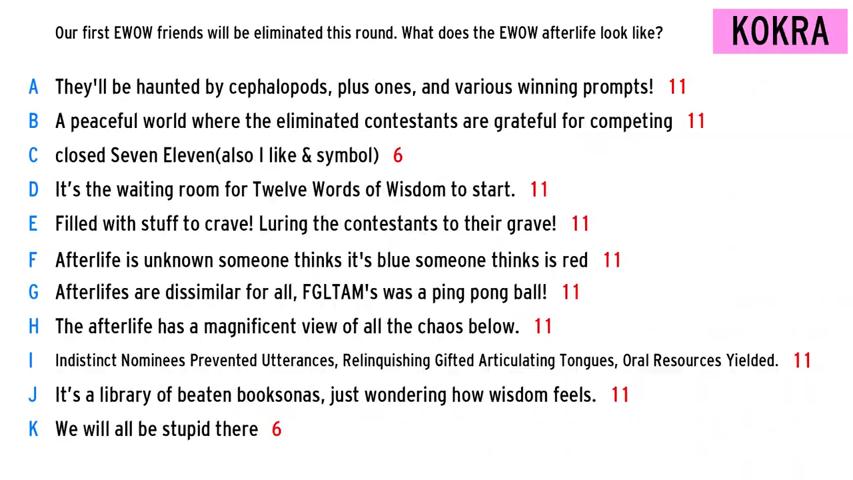 Our first EWOW friends will be eliminated this round. What does the EWOW afterlife look like?
KOKRA
A They'll be haunted by cephalopods, plus ones, and various winning prompts! 11
B A peaceful world where the eliminated contestants are grateful for competing 11
C closed Seven Eleven(also I like & symbol) 6
D It's the waiting room for Twelve Words of Wisdom to start. 11
E Filled with stuff to crave! Luring the contestants to their grave! 11
F Afterlife is unknown someone thinks it's blue someone thinks is red 11
G Afterlifes are dissimilar for all, FGLTAM's was a ping pong ball! 11
H The afterlife has a magnificent view of all the chaos below. 11
I Indistinct Nominees Prevented Utterances, Relinquishing Gifted Articulating Tongues, Oral Resources Yielded. 11
J It's a library of beaten booksonas, just wondering how wisdom feels. 11
K We will all be stupid there 6